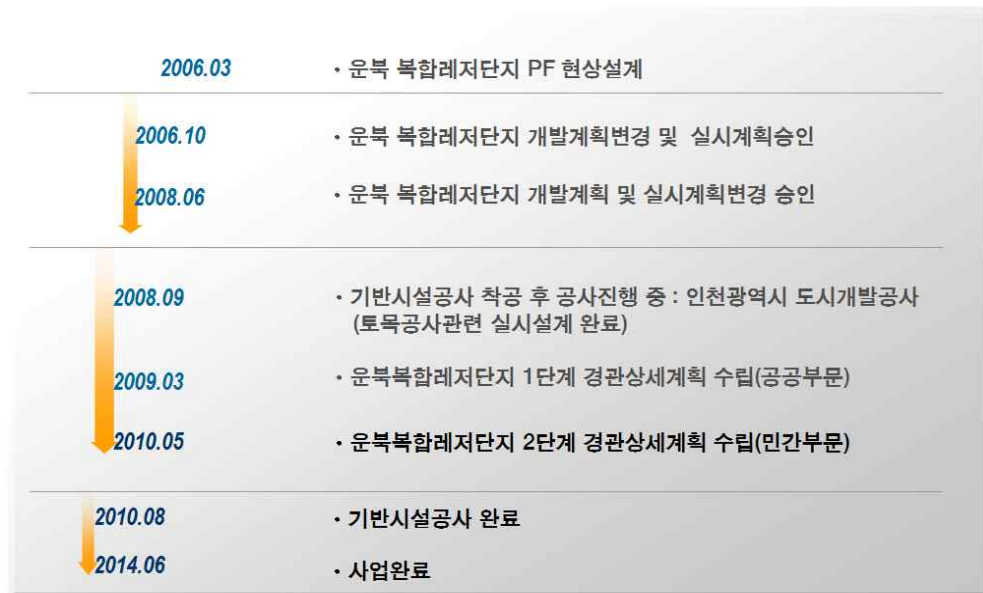 2006.03 · 운북 복합레저단지 PF 현상설계
2006.10 · 운북 복합레저단지 개발계획변경 및 실시계획승인
2008.06 · 운북 복합레저단지 개발계획 및 실시계획변경 승인
2008.09 · 기반시설공사 착공 후 공사진행 중 : 인천광역시 도시개발공사
(토목공사관련 실시설계 완료)
2009.03 · 운북복합레저단지 1단계 경관상세계획 수립(공공부문)
2010.05 · 운북복합레저단지 2단계 경관상세계획 수립(민간부문)
2010.08 · 기반시설공사 완료
2014.06 · 사업완료